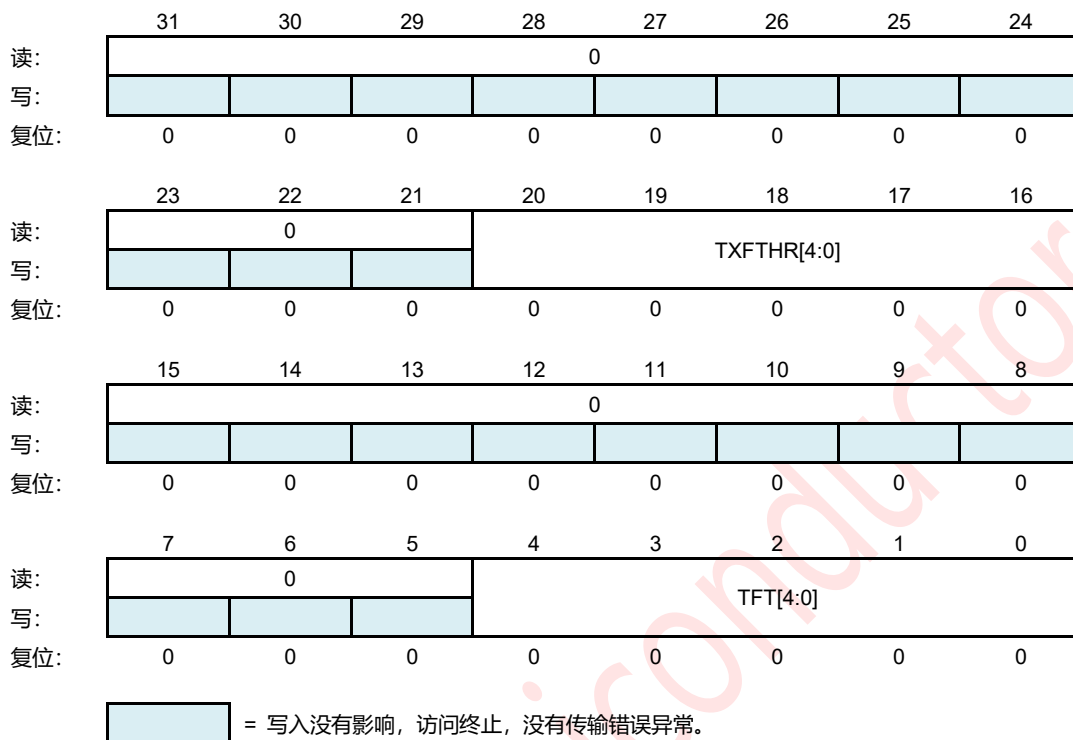 31 30 29 28 27 26 25 24
读: 0
写:
复位: 0 0 0 0 0 0 0 0
23 22 21 20 19 18 17 16
读: 0 TXFTHR[4:0]
写:
复位: 0 0 0 0 0 0 0 0
15 14 13 12 11 10 9 8
读: 0
写:
复位: 0 0 0 0 0 0 0 0
7 6 5 4 3 2 1 0
读: 0 TFT[4:0]
写:
复位: 0 0 0 0 0 0 0 0
= 写入没有影响，访问终止，没有传输错误异常。
iconductor